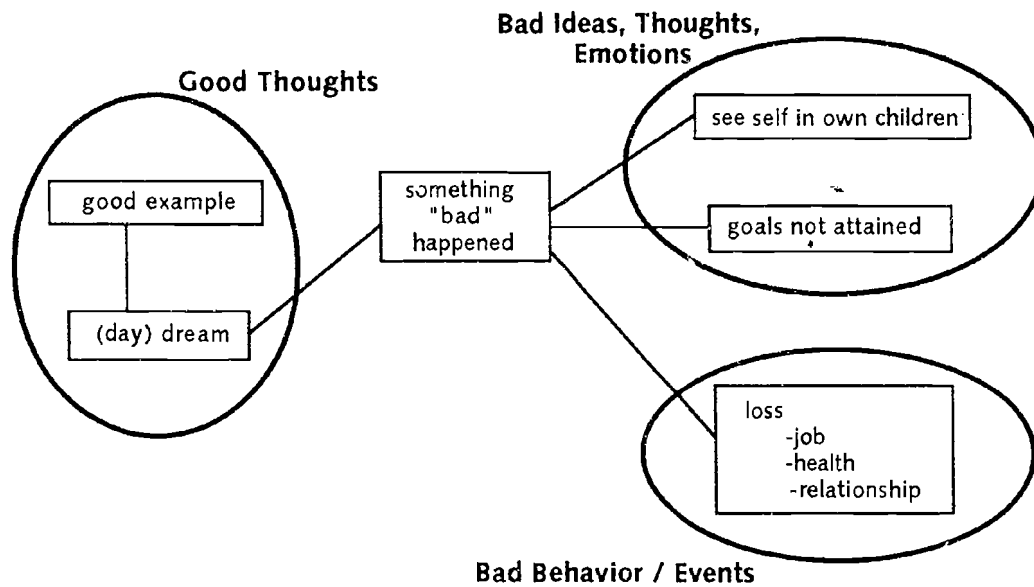 Bad Ideas, Thoughts,
Emotions
Good Thoughts
see self in own children
good example
something
"bad"
happened
goals not attained
(day) dream
loss
-job
-health
-relationship
Bad Behavior / Events